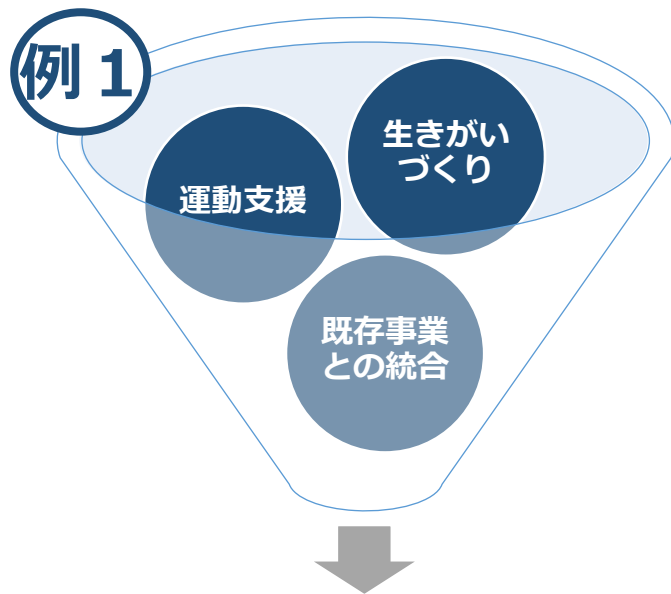 例1
生きがい
づくり
運動支援
既存事業
との統合